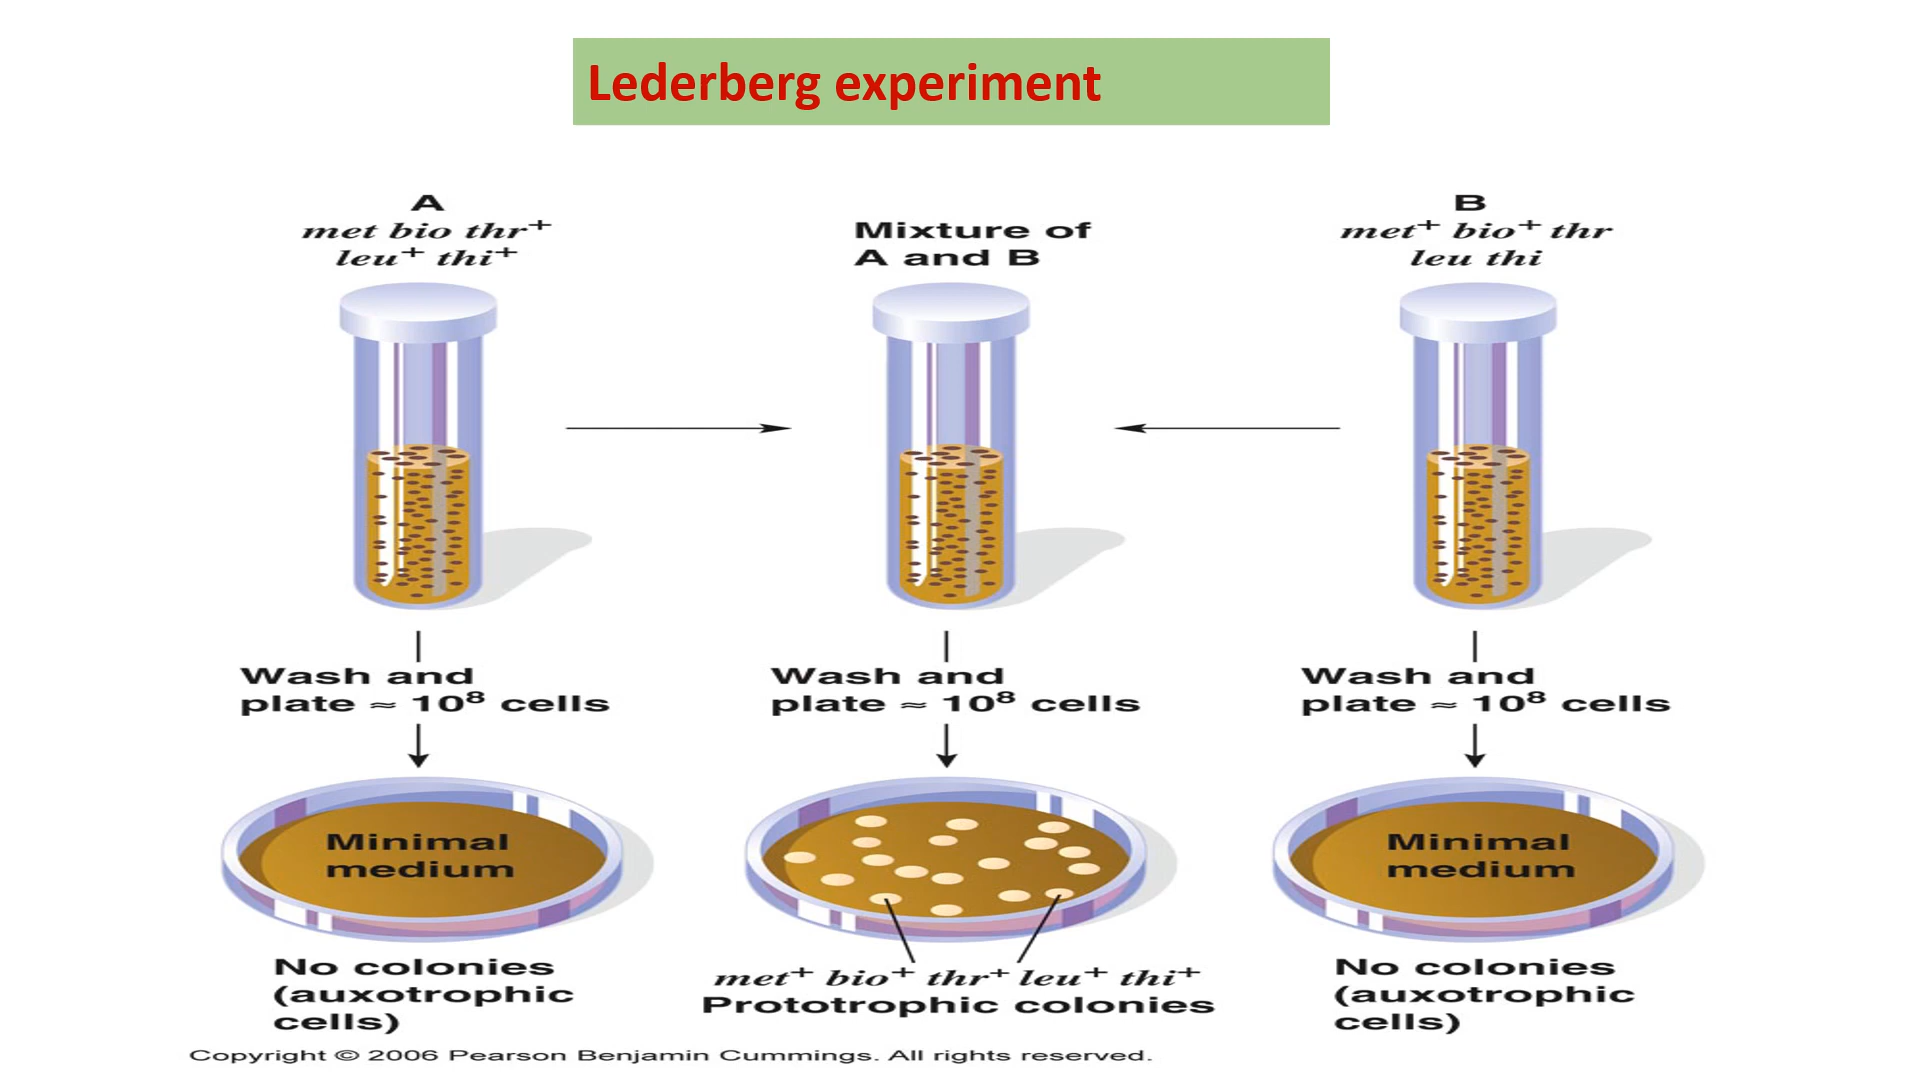 Lederberg experiment
A
met bio thr⁺
leu⁺ thi⁺
Mixture of
A and B
B
met⁺ bio⁺ thr
leu thi
Wash and
plate ≈ 10⁸ cells
Wash and
plate ≈ 10⁸ cells
Wash and
plate ≈ 10⁸ cells
Minimal
medium
Minimal
medium
No colonies
(auxotrophic
cells)
met⁺ bio⁺ thr⁺ leu⁺ thi⁺
Prototrophic colonies
No colonies
(auxotrophic
cells)
Copyright © 2006 Pearson Benjamin Cummings. All rights reserved.